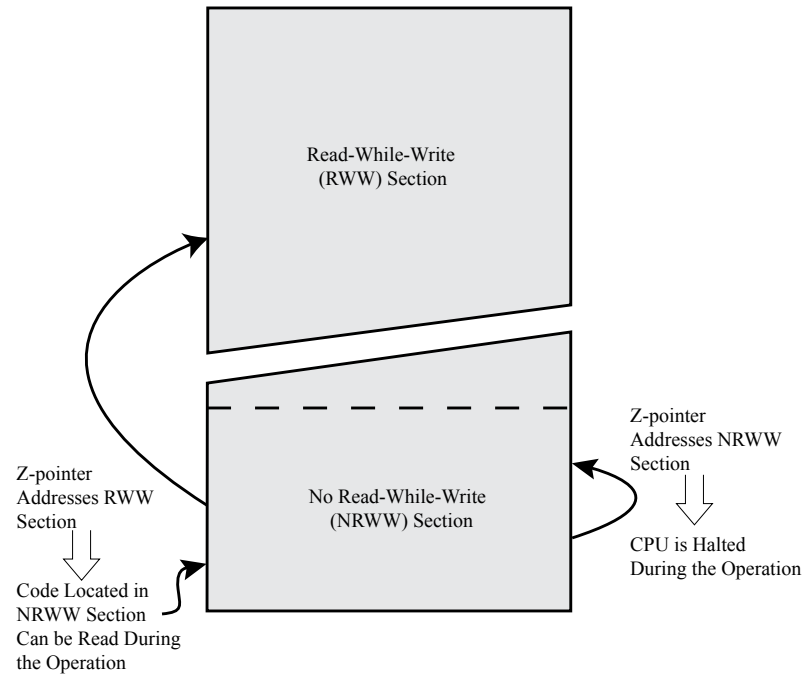 Read-While-Write
(RWW) Section
Z-pointer
Addresses NRWW
Section
Z-pointer
Addresses RWW
Section
No Read-While-Write
(NRWW) Section
CPU is Halted
During the Operation
Code Located in
NRWW Section
Can be Read During
the Operation